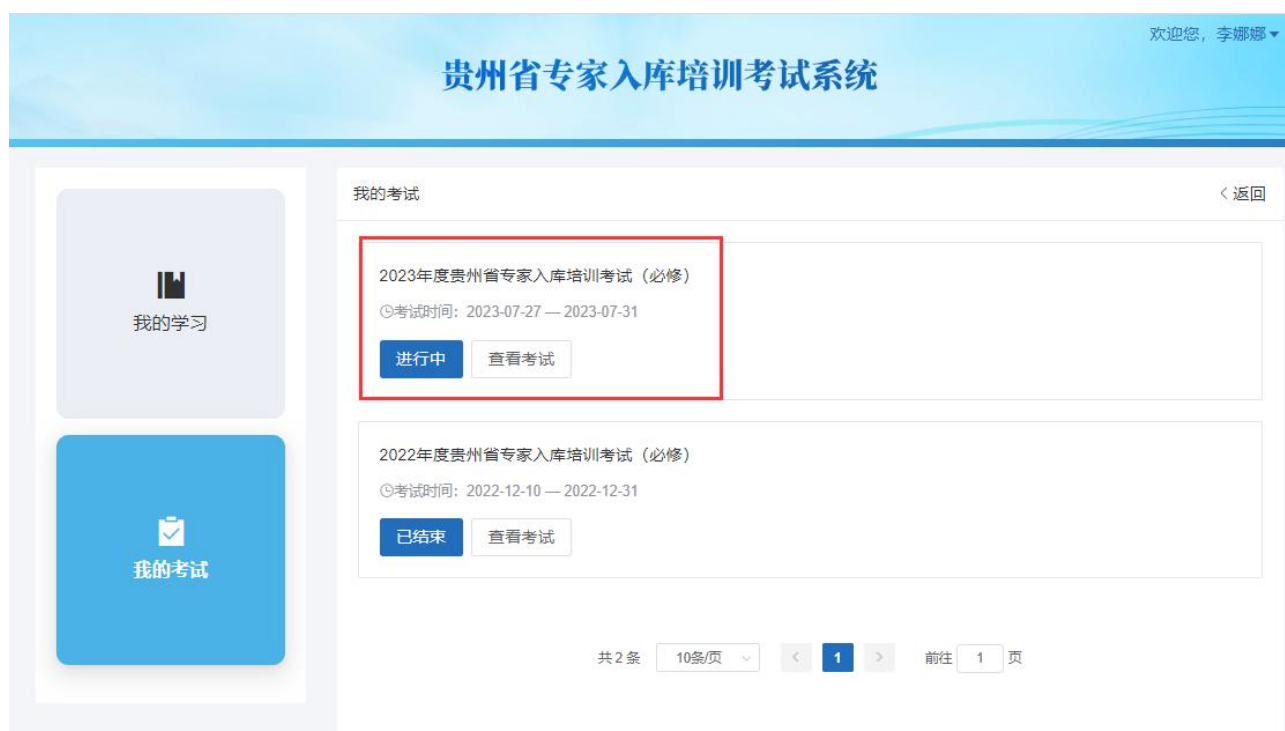 欢迎您，李娜娜
贵州省专家入库培训考试系统
我的学习
我的考试
我的考试
返回
2023年度贵州省专家入库培训考试（必修）
考试时间：2023-07-27 — 2023-07-31
进行中 查看考试
2022年度贵州省专家入库培训考试（必修）
考试时间：2022-12-10 — 2022-12-31
已结束 查看考试
共 2 条 10条/页 1 前往 1 页